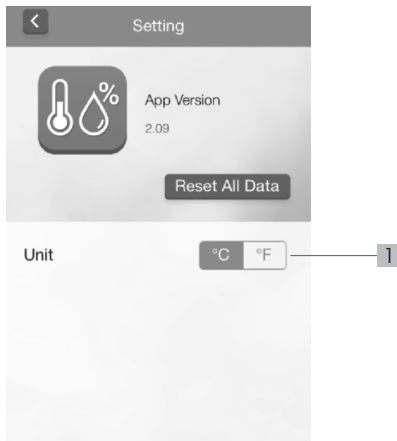 Setting
%
App Version
2.09
Reset All Data
Unit °C °F 1